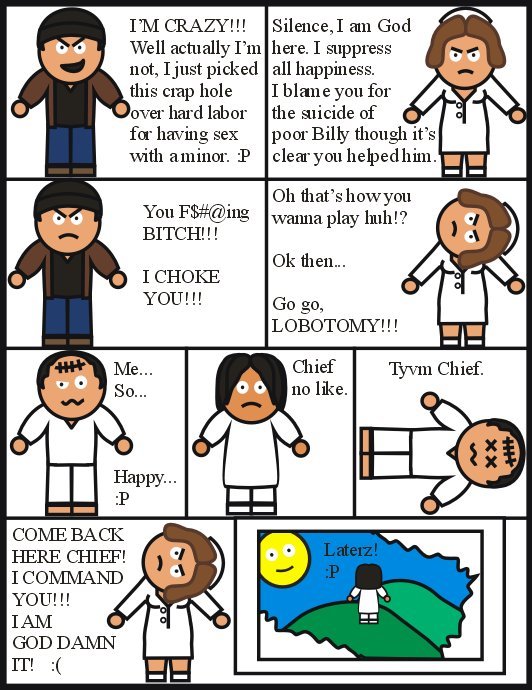 I'M CRAZY!!!
Well actually I'm
not, I just picked
this crap hole
over hard labor
for having sex
with a minor. :P
Silence, I am God
here. I suppress
all happiness.
I blame you for
the suicide of
poor Billy though it's
clear you helped him.
You F$#@ing
BITCH!!!
I CHOKE
YOU!!!
Oh that's how you
wanna play huh!?
Ok then...
Go go,
LOBOTOMY!!!
Me...
So...
Happy...
:P
Chief
no like.
Tyvm Chief.
COME BACK
HERE CHIEF!
I COMMAND
YOU!!!
I AM
GOD DAMN
IT! :(
Laterz!
:P